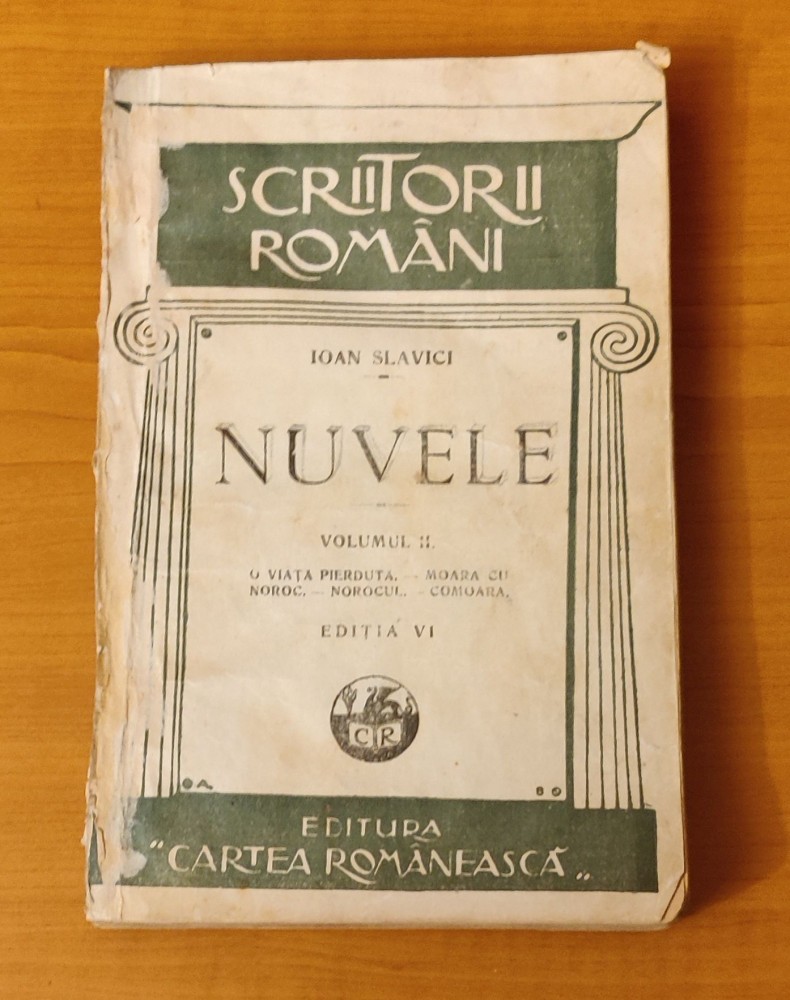 SCRIITORII
ROMÂNI
IOAN SLAVICI
NUVELE
VOLUMUL II.
O VIAȚA PIERDUTA. — MOARA CU
NOROC. — NOROCUL. — COMOARA.
EDIȚIA VI
C R
A. B
EDITURA
"CARTEA ROMÂNEASCĂ„